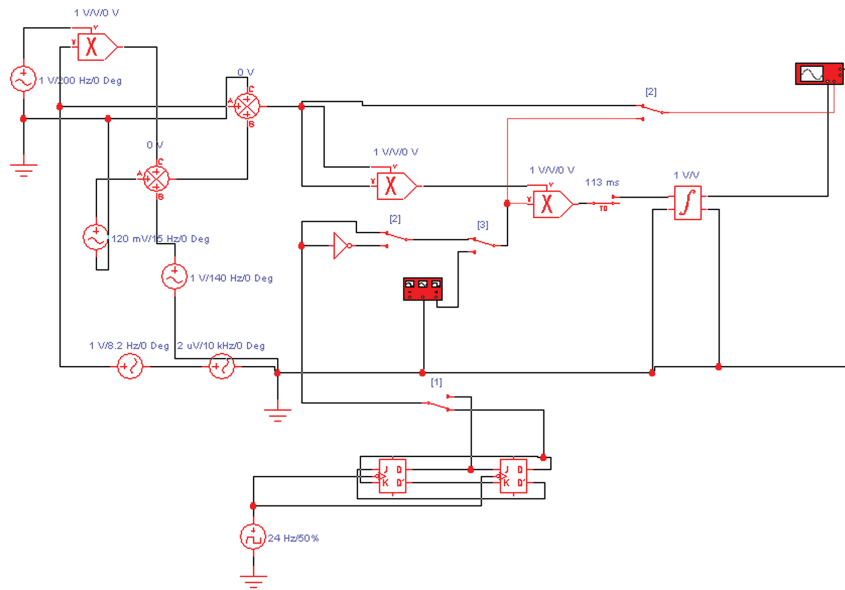 1 V/V/0 V
Y
X
X
1 V/200 Hz/0 Deg
0 V
C
A
B
[2]
0 V
C
A
B
1 V/V/0 V
Y
X
X
1 V/V/0 V
Y
X
X
113 ms
TD
1 V/V
120 mV/15 Hz/0 Deg
[2]
[3]
1 V/140 Hz/0 Deg
1 V/8.2 Hz/0 Deg
2 uV/10 kHz/0 Deg
[1]
J Q
K Q'
J Q
K Q'
24 Hz/50%